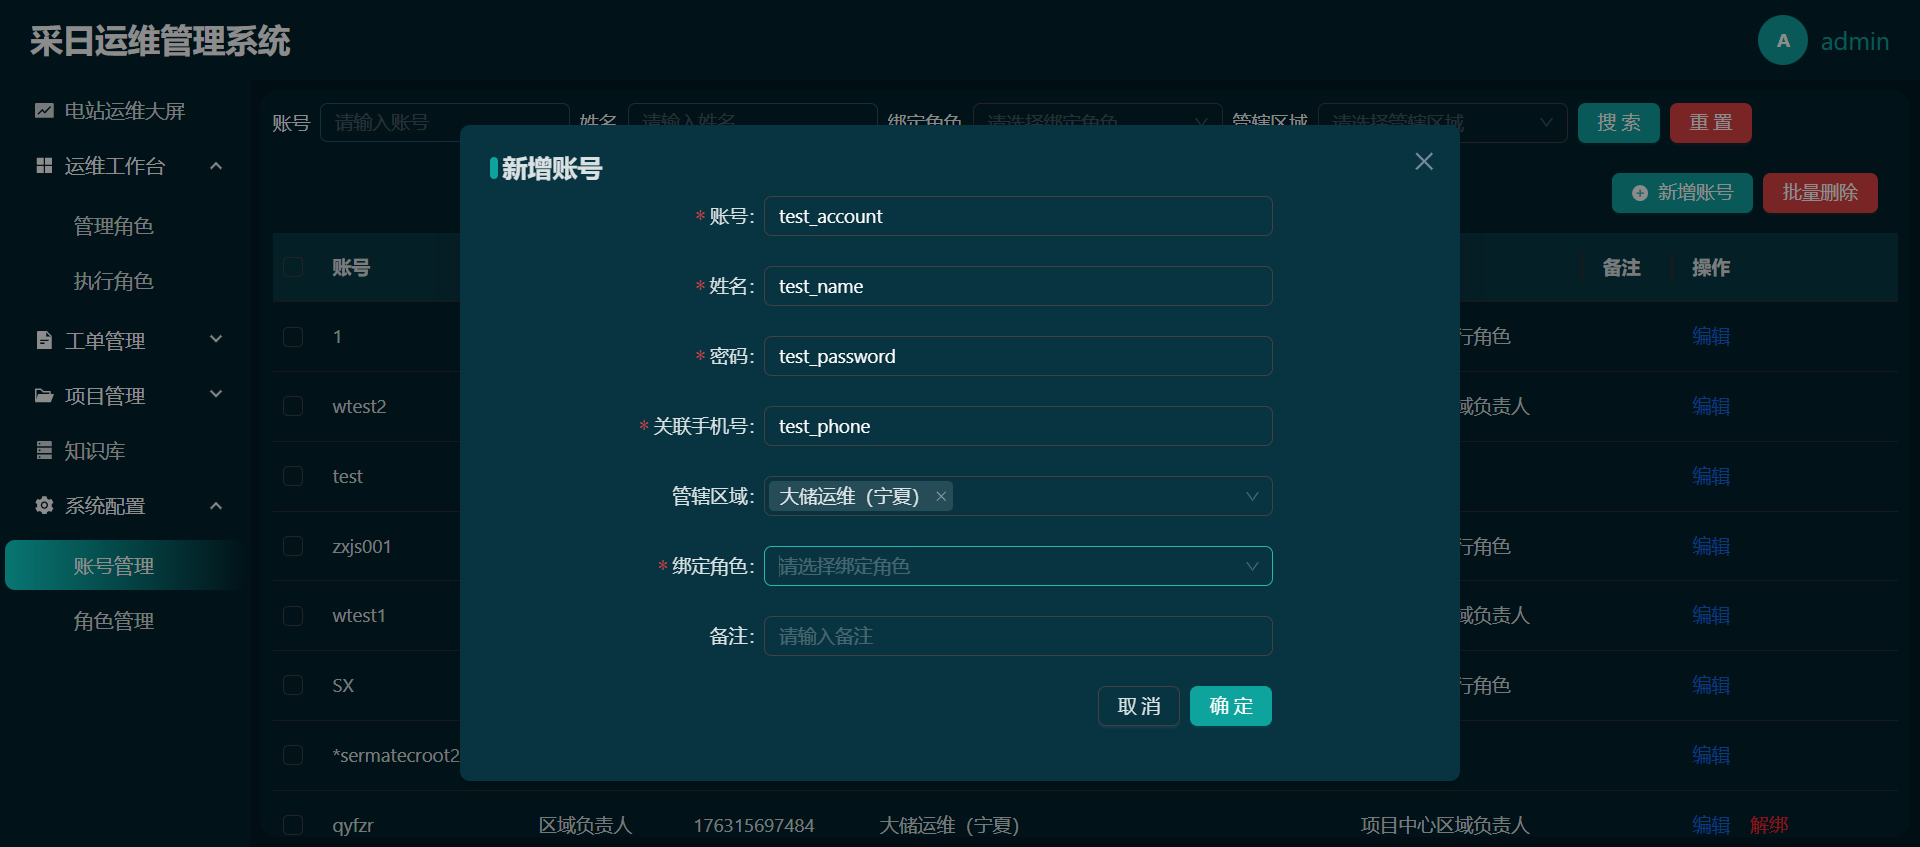 采日运维管理系统
A admin
电站运维大屏
运维工作台
管理角色
执行角色
工单管理
项目管理
知识库
系统配置
账号管理
角色管理
账号 请输入账号 姓名 请输入姓名 绑定角色 请选择绑定角色 管辖区域 请选择管辖区域 搜索 重置
新增账号 批量删除
账号 备注 操作
1 行角色 编辑
wtest2 域负责人 编辑
test 编辑
zxjs001 行角色 编辑
wtest1 域负责人 编辑
SX 行角色 编辑
*sermatecroot2 编辑
qyfzr 区域负责人 176315697484 大储运维（宁夏） 项目中心区域负责人 编辑 解绑
新增账号
* 账号: test_account
* 姓名: test_name
* 密码: test_password
* 关联手机号: test_phone
管辖区域: 大储运维（宁夏）
* 绑定角色: 请选择绑定角色
备注: 请输入备注
取消 确定